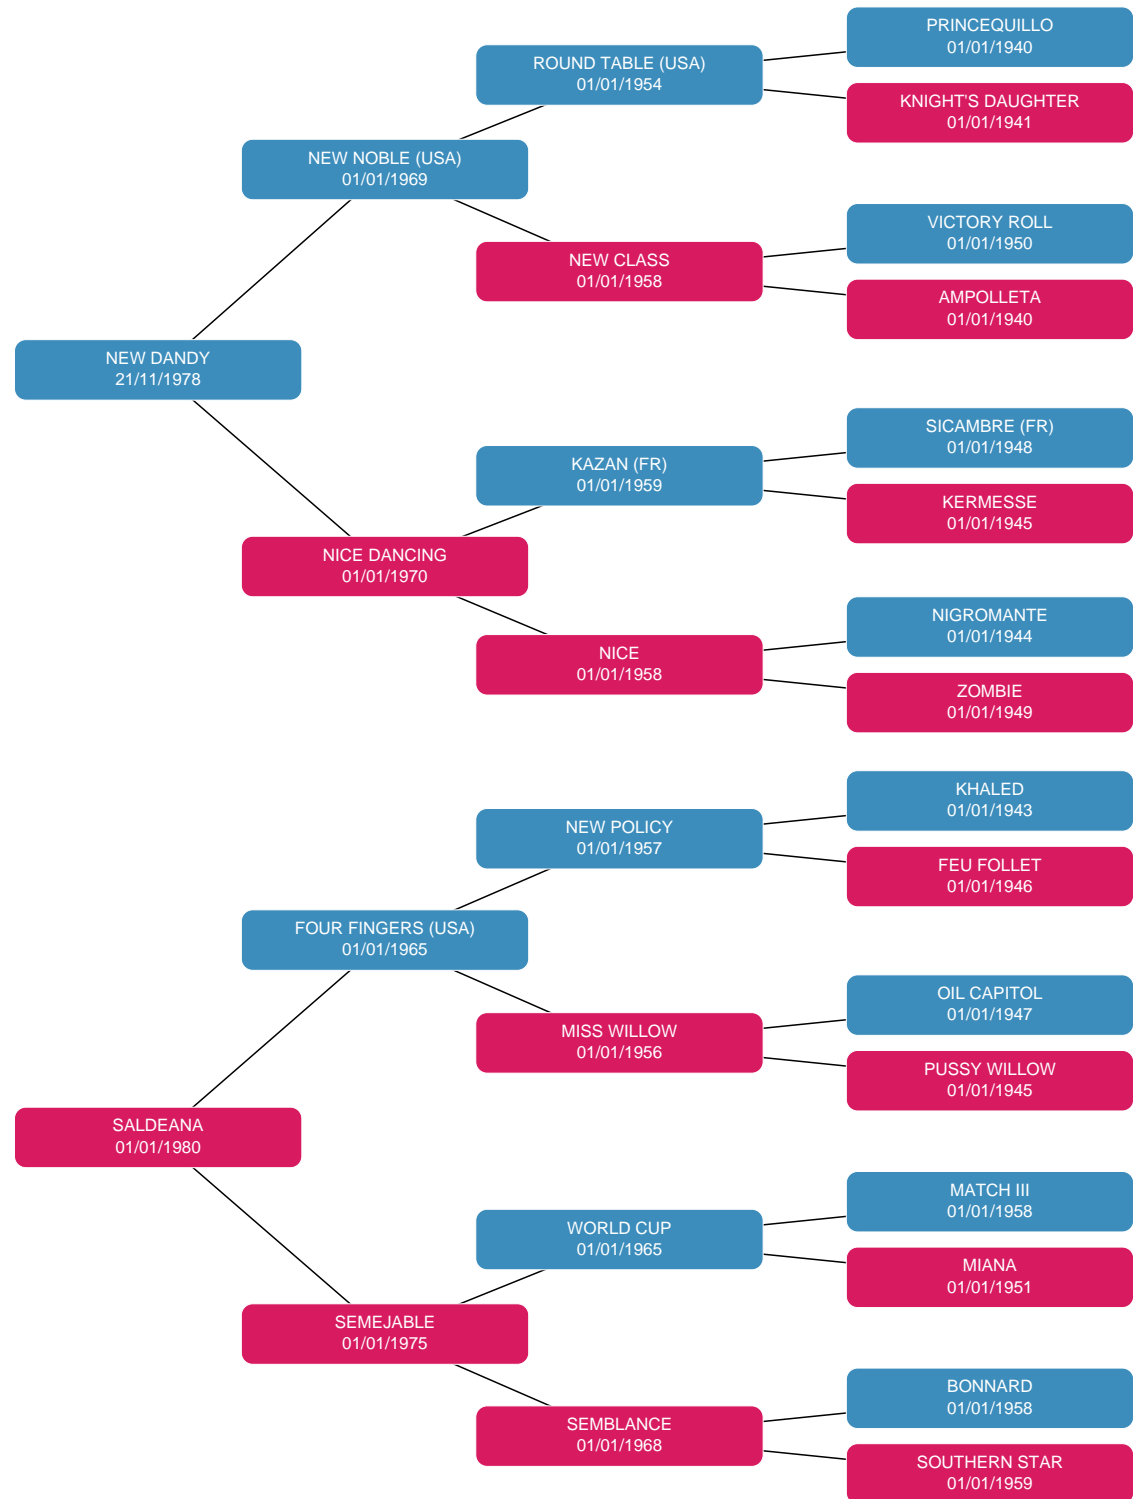 PRINCEQUILLO
01/01/1940
ROUND TABLE (USA)
01/01/1954
KNIGHT'S DAUGHTER
01/01/1941
NEW NOBLE (USA)
01/01/1969
VICTORY ROLL
01/01/1950
NEW CLASS
01/01/1958
AMPOLLETA
01/01/1940
NEW DANDY
21/11/1978
SICAMBRE (FR)
01/01/1948
KAZAN (FR)
01/01/1959
KERMESSE
01/01/1945
NICE DANCING
01/01/1970
NIGROMANTE
01/01/1944
NICE
01/01/1958
ZOMBIE
01/01/1949
KHALED
01/01/1943
NEW POLICY
01/01/1957
FEU FOLLET
01/01/1946
FOUR FINGERS (USA)
01/01/1965
OIL CAPITOL
01/01/1947
MISS WILLOW
01/01/1956
PUSSY WILLOW
01/01/1945
SALDEANA
01/01/1980
MATCH III
01/01/1958
WORLD CUP
01/01/1965
MIANA
01/01/1951
SEMEJABLE
01/01/1975
BONNARD
01/01/1958
SEMBLANCE
01/01/1968
SOUTHERN STAR
01/01/1959